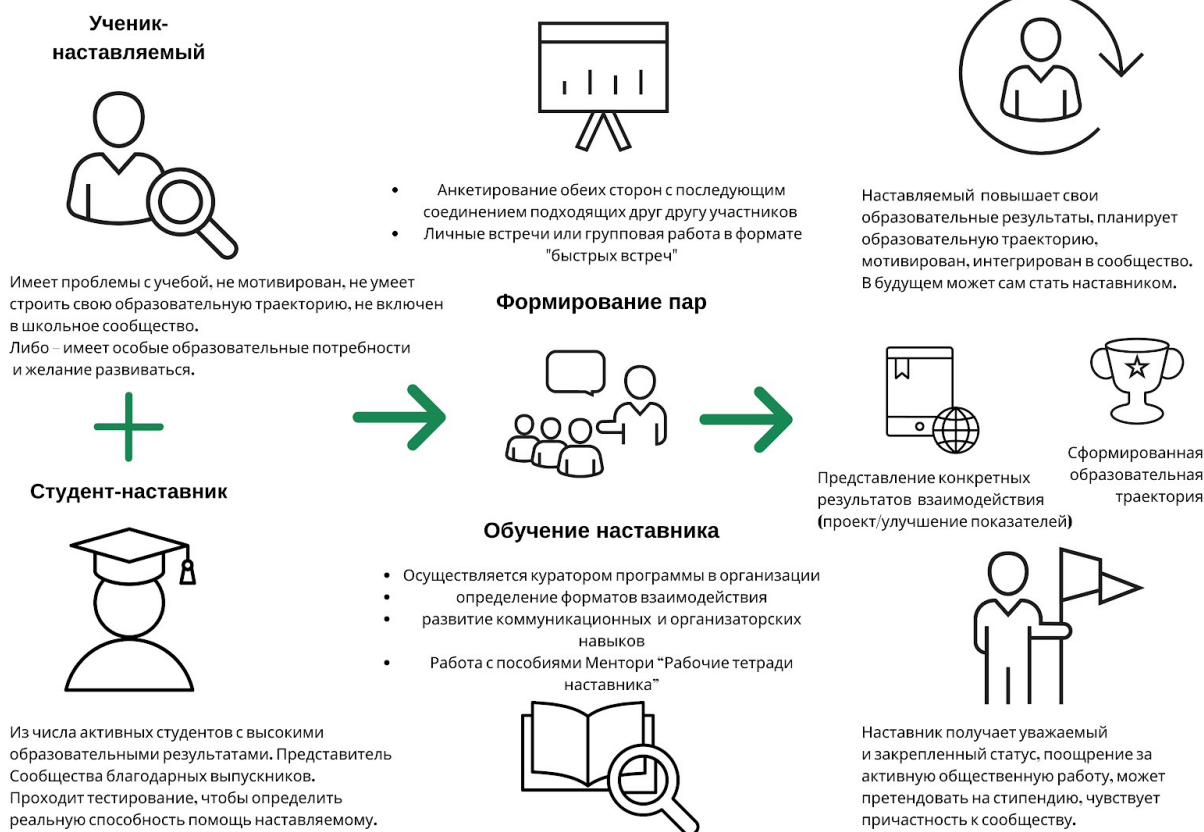 Ученик-
наставляемый
Имеет проблемы с учебой, не мотивирован, не умеет
строить свою образовательную траекторию, не включен
в школьное сообщество.
Либо – имеет особые образовательные потребности
и желание развиваться.
Студент-наставник
Из числа активных студентов с высокими
образовательными результатами. Представитель
Сообщества благодарных выпускников.
Проходит тестирование, чтобы определить
реальную способность помощь наставляемому.
• Анкетирование обеих сторон с последующим
соединением подходящих друг другу участников
• Личные встречи или групповая работа в формате
"быстрых встреч"
Формирование пар
Обучение наставника
• Осуществляется куратором программы в организации
• определение форматов взаимодействия
• развитие коммуникационных и организаторских
навыков
• Работа с пособиями Ментори “Рабочие тетради
наставника”
Наставляемый повышает свои
образовательные результаты, планирует
образовательную траекторию,
мотивирован, интегрирован в сообщество.
В будущем может сам стать наставником.
Представление конкретных
результатов взаимодействия
(проект/улучшение показателей)
Сформированная
образовательная
траектория
Наставник получает уважаемый
и закрепленный статус, поощрение за
активную общественную работу, может
претендовать на стипендию, чувствует
причастность к сообществу.